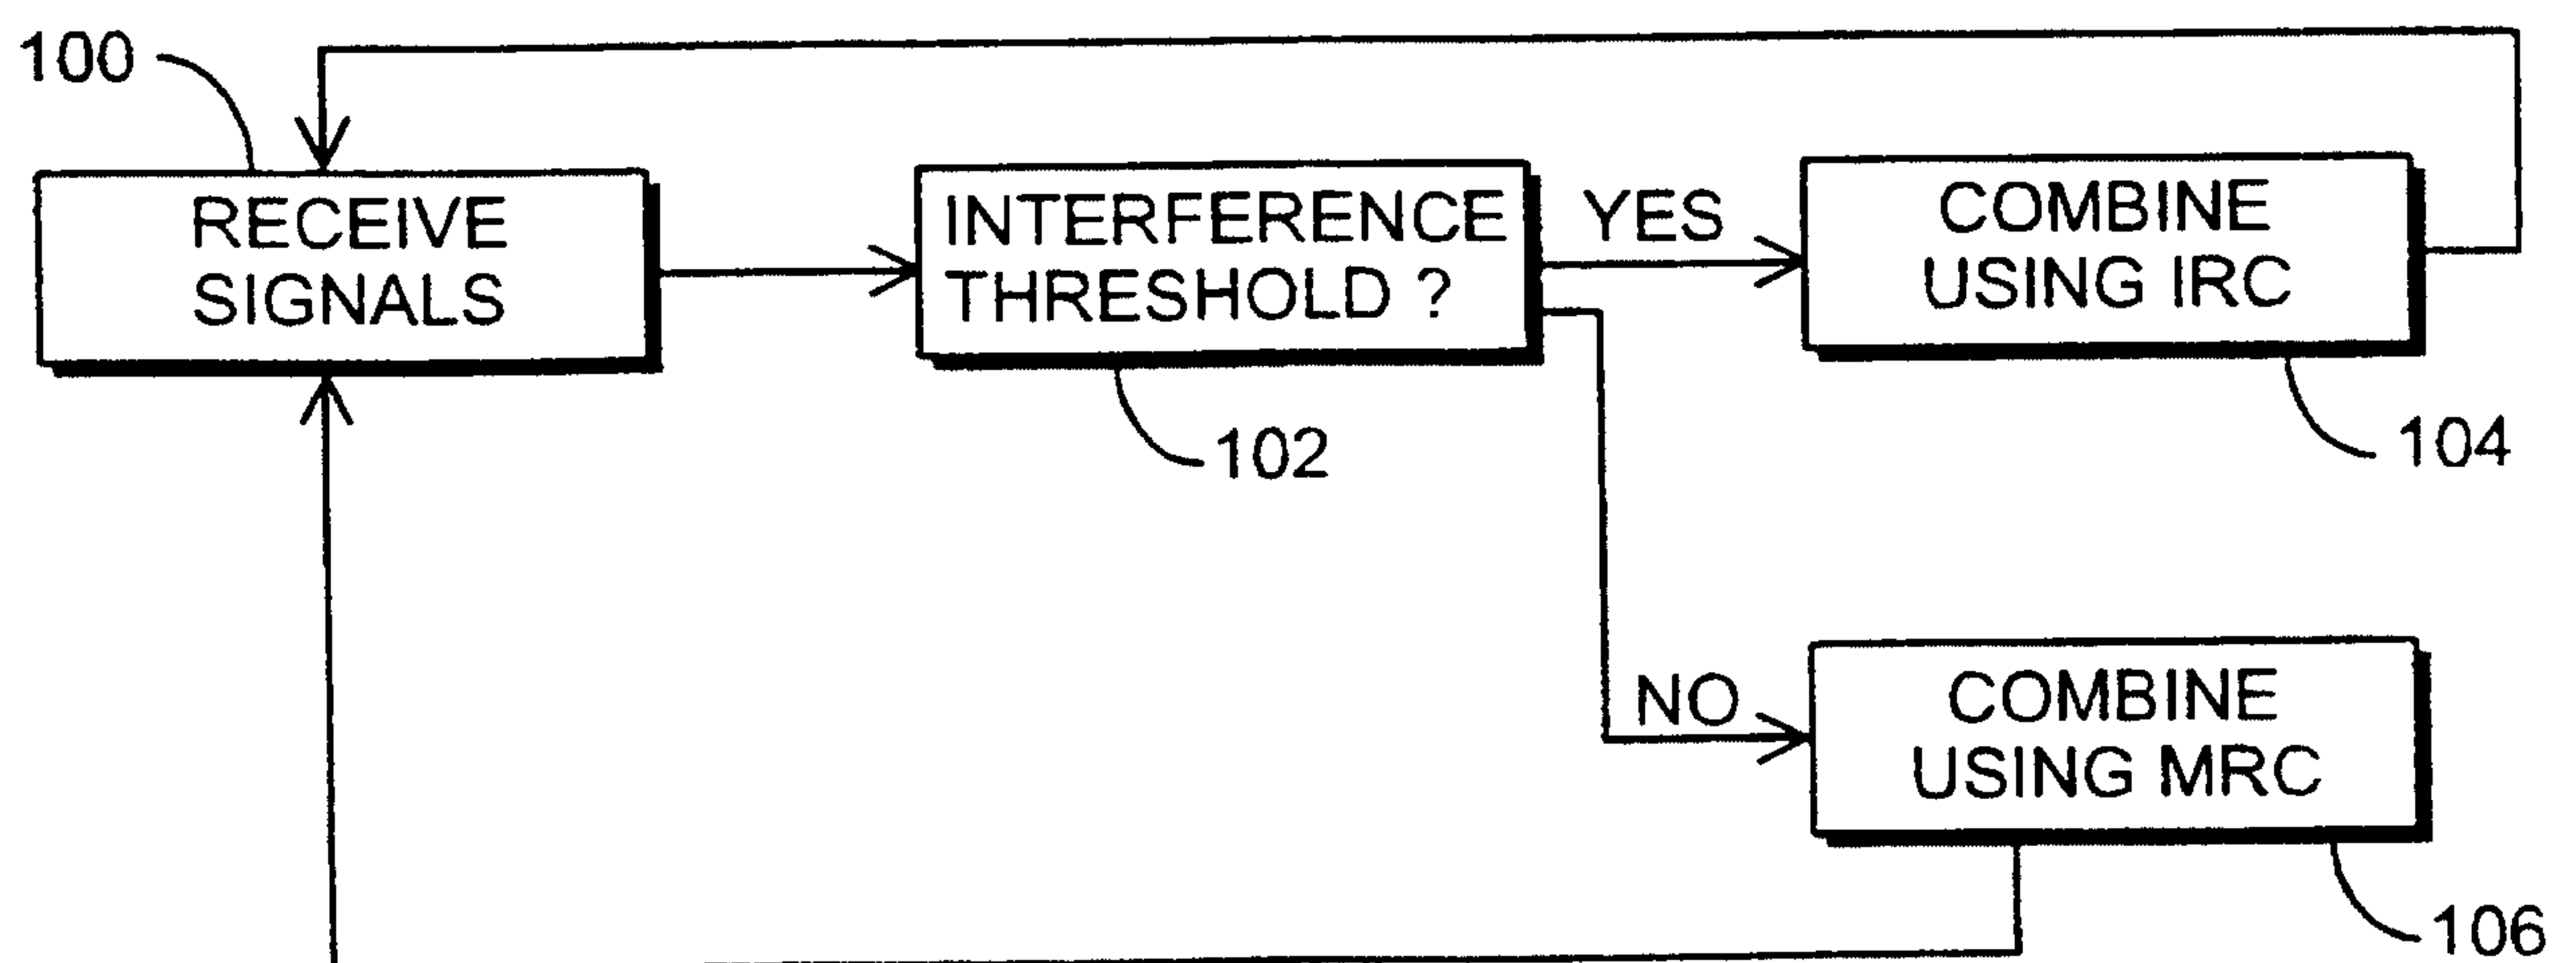 100
RECEIVE
SIGNALS
INTERFERENCE
THRESHOLD ?
102
YES
COMBINE
USING IRC
104
NO
COMBINE
USING MRC
106